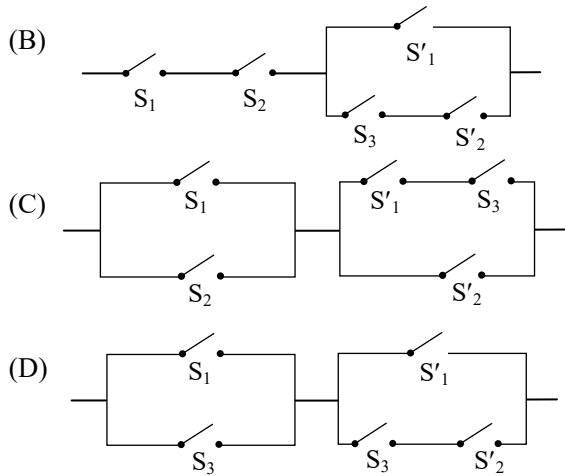 (B)
S'₁
S₁ S₂
S₃ S'₂
(C)
S₁ S'₁ S₃
S₂ S'₂
(D)
S₁ S'₁
S₃ S₃ S'₂